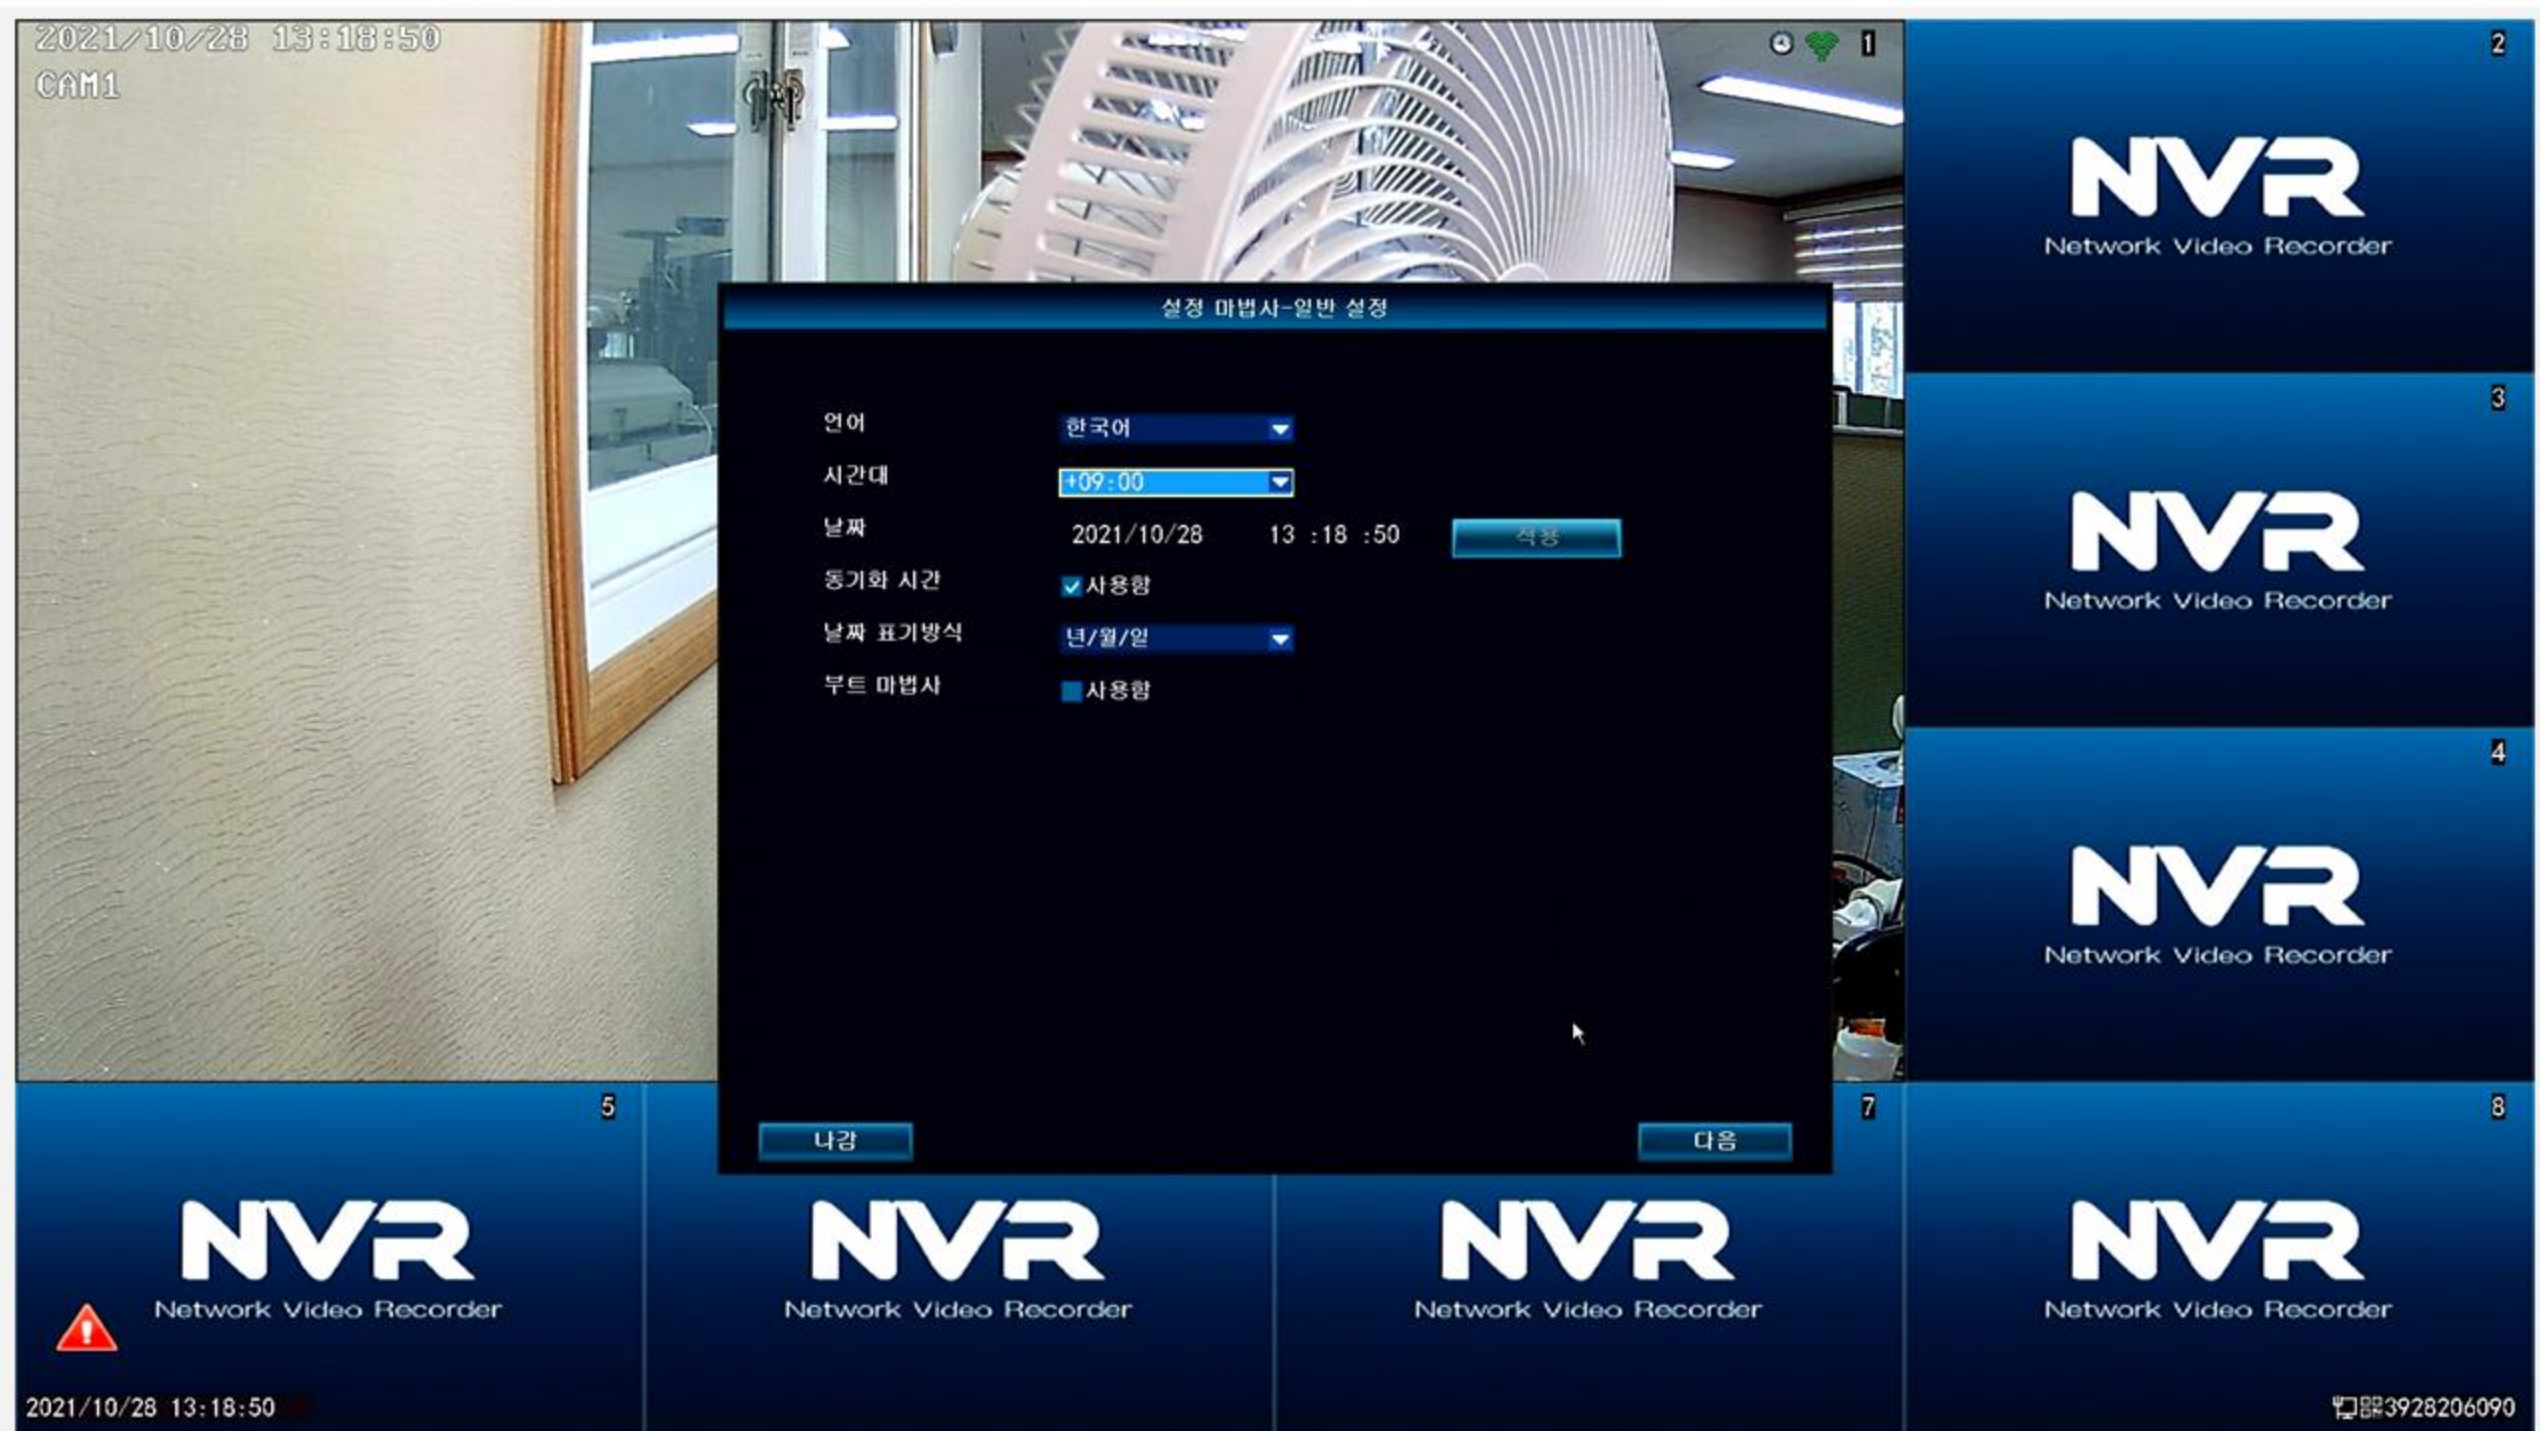 2021/10/28 13:18:50
CAM1
1
2
NVR
Network Video Recorder
3
NVR
Network Video Recorder
4
NVR
Network Video Recorder
설정 마법사-일반 설정
언어 한국어
시간대 +09:00
날짜 2021/10/28 13 :18 :50 적용
동기화 시간 사용함
날짜 표기방식 년/월/일
부트 마법사 사용함
나감 다음
5
NVR
Network Video Recorder
NVR
Network Video Recorder
7
NVR
Network Video Recorder
8
NVR
Network Video Recorder
2021/10/28 13:18:50
3928206090